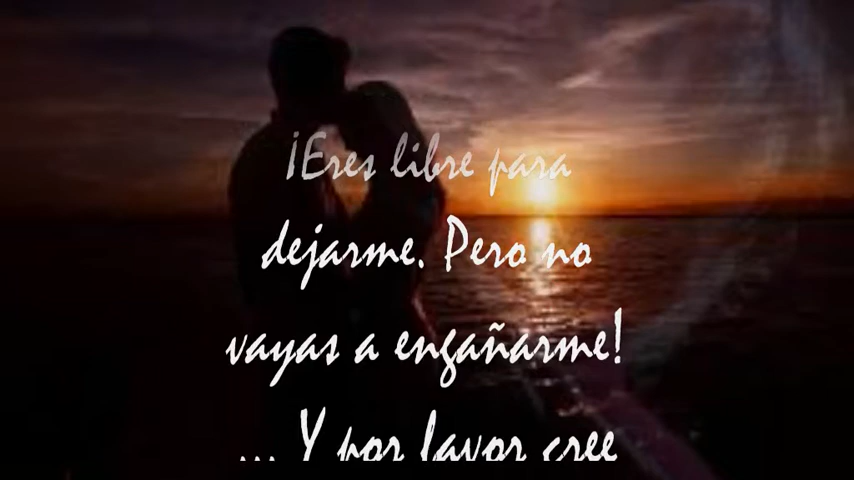 ¡Eres libre para
dejarme. Pero no
vayas a engañarme!
... Y por favor cree